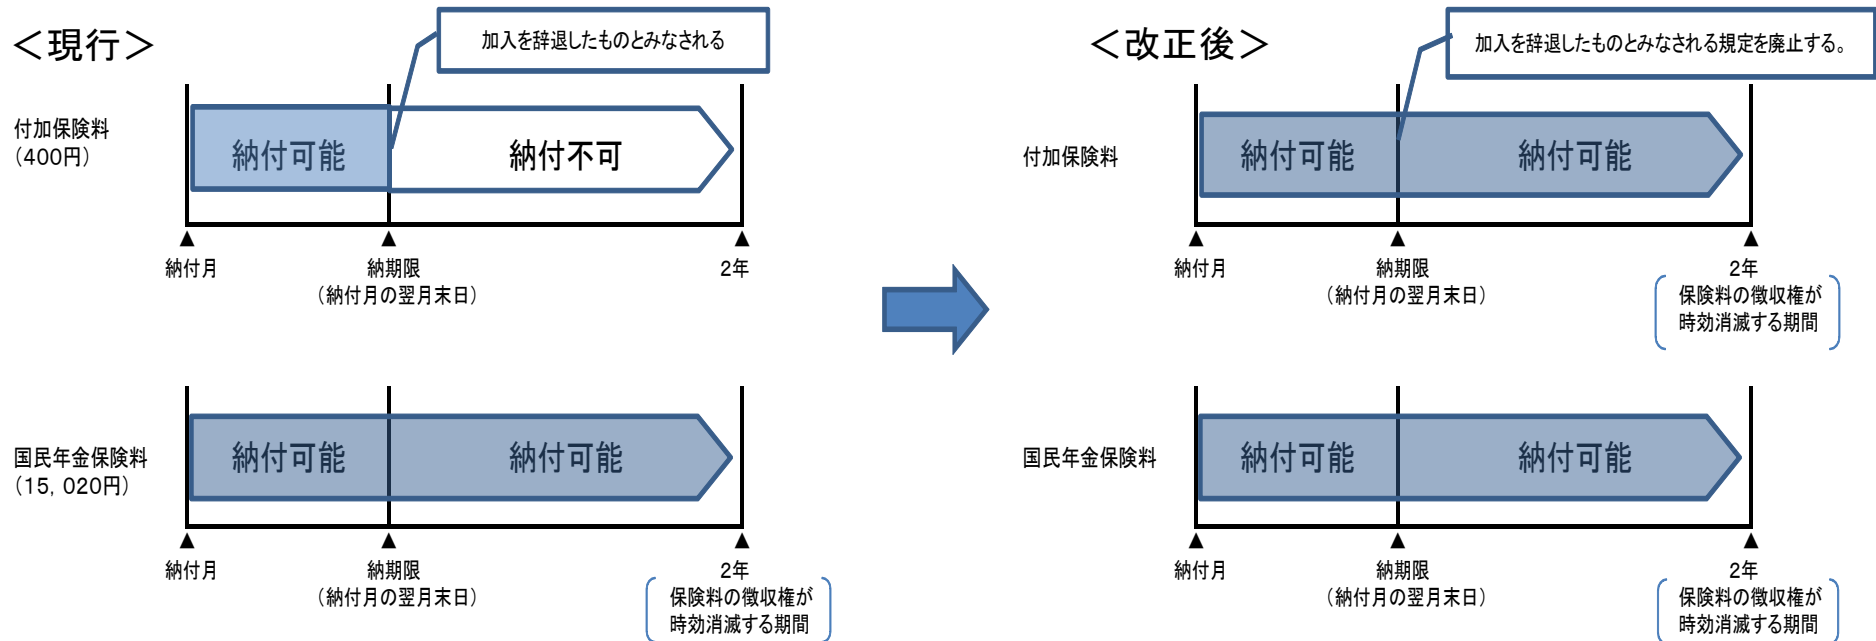 ＜現行＞
加入を辞退したものとみなされる
付加保険料
（400円）
納付可能
納付不可
▲
▲
▲
納付月
納期限
2年
（納付月の翌月末日）
国民年金保険料
（15，020円）
納付可能
納付可能
▲
▲
▲
納付月
納期限
2年
（納付月の翌月末日）
保険料の徴収権が
時効消滅する期間
＜改正後＞
加入を辞退したものとみなされる規定を廃止する。
付加保険料
納付可能
納付可能
▲
▲
▲
納付月
納期限
2年
（納付月の翌月末日）
保険料の徴収権が
時効消滅する期間
国民年金保険料
納付可能
納付可能
▲
▲
▲
納付月
納期限
2年
（納付月の翌月末日）
保険料の徴収権が
時効消滅する期間